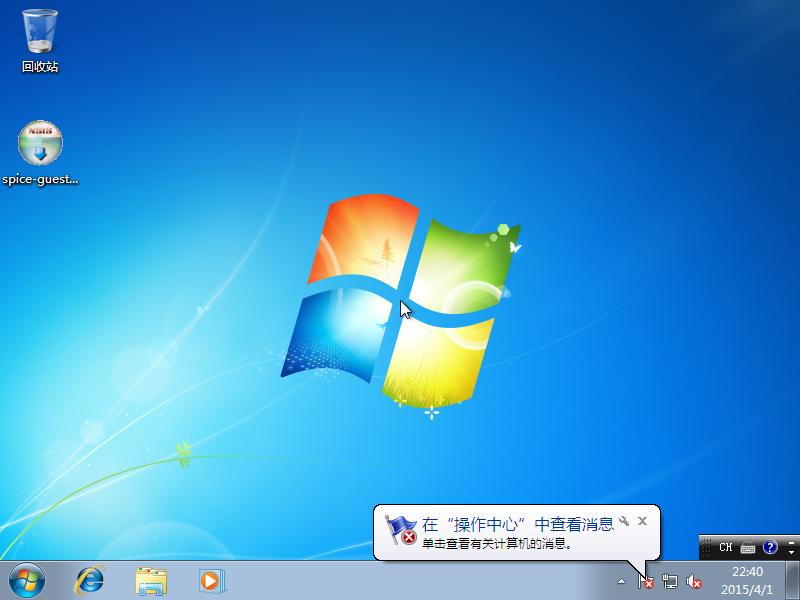 回收站
NSIS
spice-guest...
在“操作中心”中查看消息
单击查看有关计算机的消息。
CH
22:40
2015/4/1